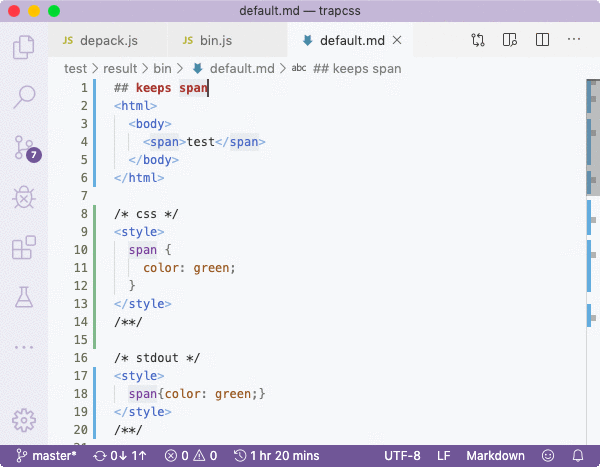 default.md — trapcss
JS depack.js JS bin.js default.md ×
test > result > bin > default.md > abc ## keeps span
1 ## keeps span
2 <html>
3 <body>
4 <span>test</span>
5 </body>
6 </html>
7
8 /* css */
9 <style>
10 span {
11 color: green;
12 }
13 </style>
14 /**/
15
16 /* stdout */
17 <style>
18 span{color: green;}
19 </style>
20 /**/
7
master* 0↓ 1↑ 0 0 1 hr 20 mins UTF-8 LF Markdown